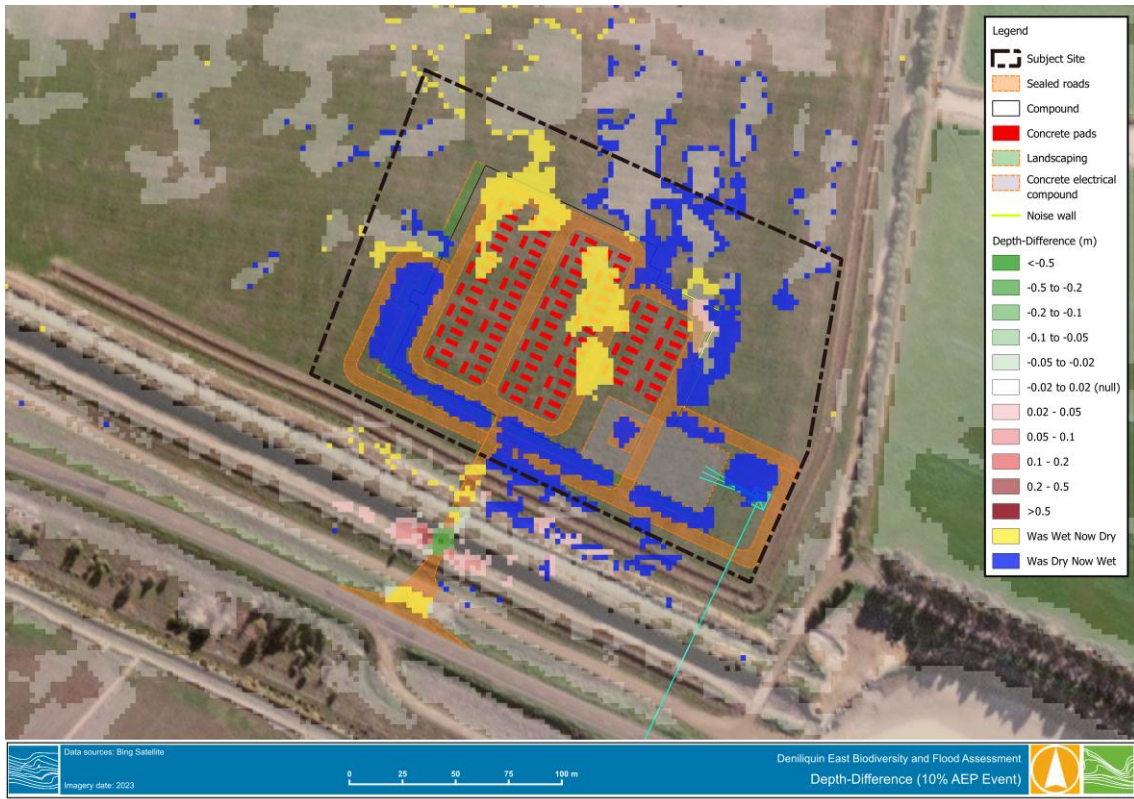 Legend
Subject Site
Sealed roads
Compound
Concrete pads
Landscaping
Concrete electrical
compound
Noise wall
Depth-Difference (m)
<-0.5
-0.5 to -0.2
-0.2 to -0.1
-0.1 to -0.05
-0.05 to -0.02
-0.02 to 0.02 (null)
0.02 - 0.05
0.05 - 0.1
0.1 - 0.2
0.2 - 0.5
>0.5
Was Wet Now Dry
Was Dry Now Wet
Data sources: Bing Satellite
Imagery date: 2023
0 25 50 75 100 m
Deniliquin East Biodiversity and Flood Assessment
Depth-Difference (10% AEP Event)